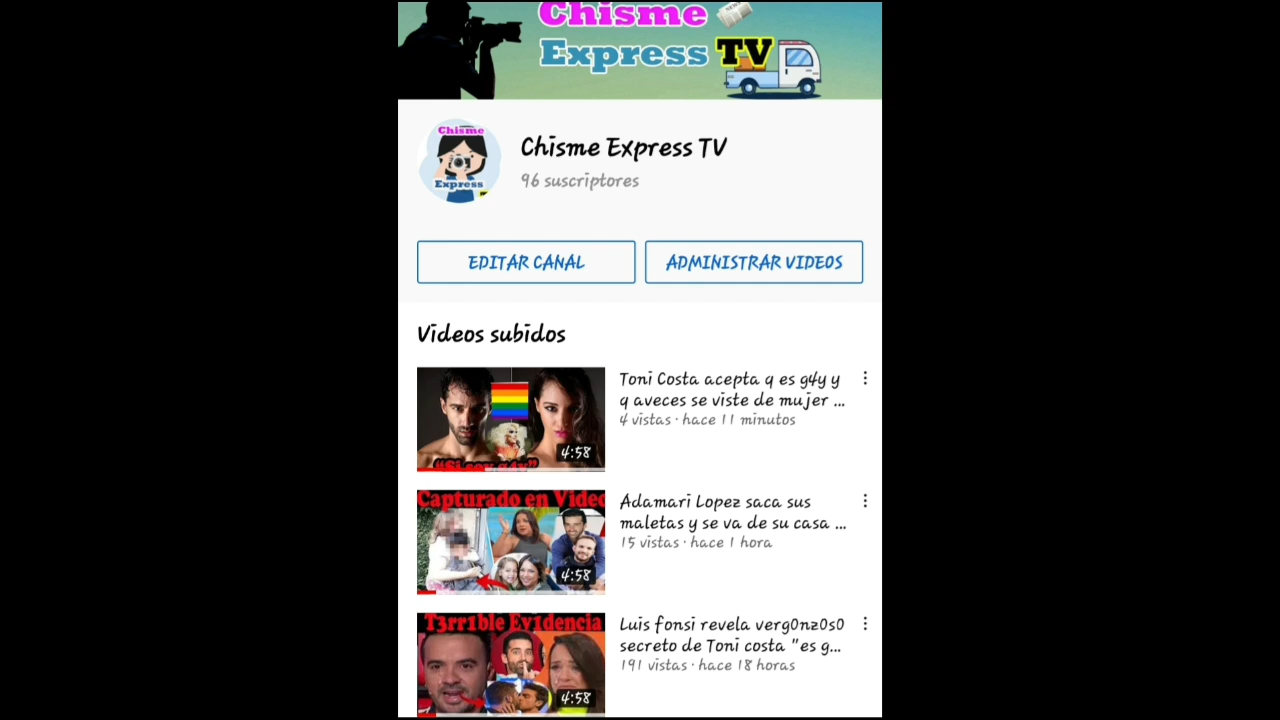 Chisme
Express TV
Chisme
Express
Chisme Express TV
96 suscriptores
EDITAR CANAL
ADMINISTRAR VIDEOS
Videos subidos
"Si soy g4y"
4:58
Toni Costa acepta q es g4y y
q aveces se viste de mujer ...
4 vistas · hace 11 minutos
Capturado en Video
4:58
Adamari Lopez saca sus
maletas y se va de su casa ...
15 vistas · hace 1 hora
T3rr1ble Ev1dencia
4:58
Luis fonsi revela verg0nz0s0
secreto de Toni costa "es g...
191 vistas · hace 18 horas